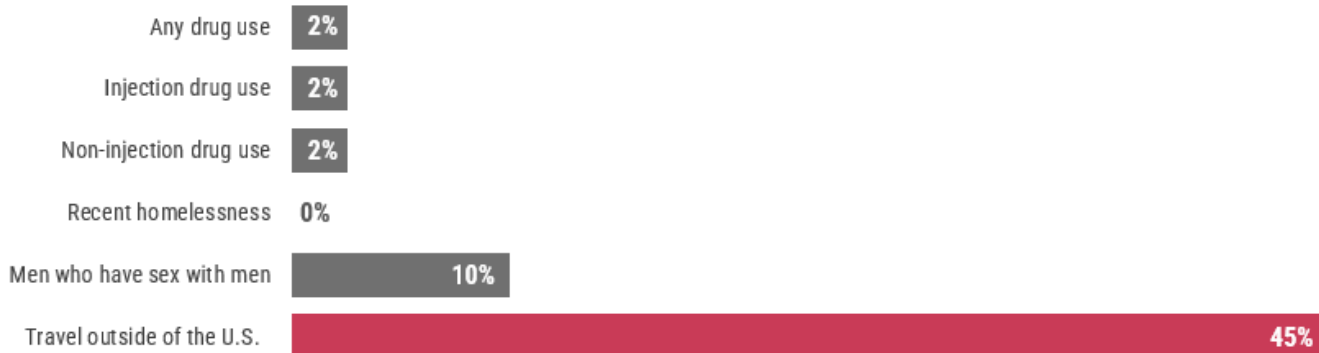 Any drug use 2%
Injection drug use 2%
Non-injection drug use 2%
Recent homelessness 0%
Men who have sex with men 10%
Travel outside of the U.S. 45%